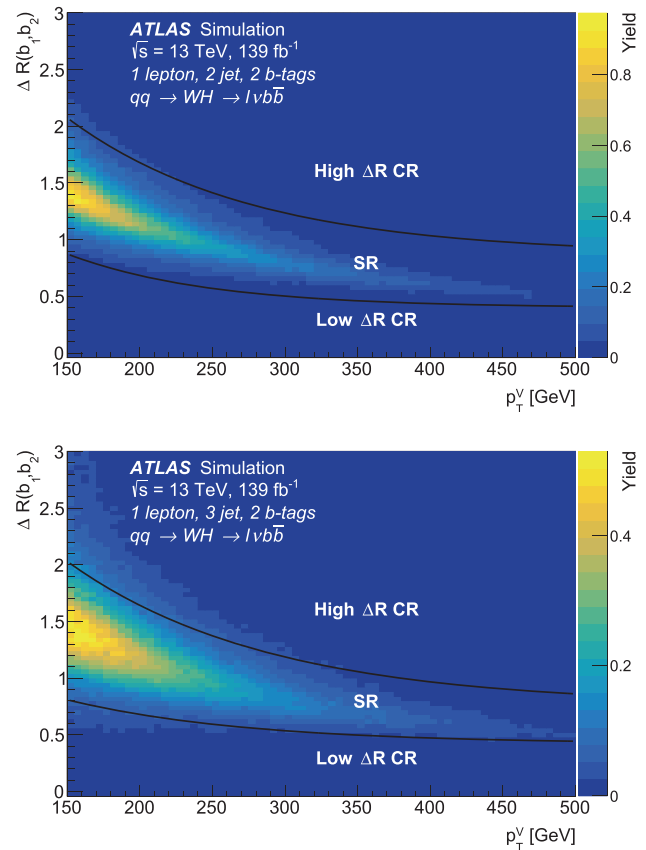 ATLAS Simulation
√s = 13 TeV, 139 fb⁻¹
1 lepton, 2 jet, 2 b-tags
qq → WH → lνbb̅
High ΔR CR
SR
Low ΔR CR
Δ R(b₁,b₂)
3
2.5
2
1.5
1
0.5
0
150 200 250 300 350 400 450 500
p_T^V [GeV]
Yield
0.8
0.6
0.4
0.2
0
ATLAS Simulation
√s = 13 TeV, 139 fb⁻¹
1 lepton, 3 jet, 2 b-tags
qq → WH → lνbb̅
High ΔR CR
SR
Low ΔR CR
Δ R(b₁,b₂)
3
2.5
2
1.5
1
0.5
0
150 200 250 300 350 400 450 500
p_T^V [GeV]
Yield
0.4
0.2
0